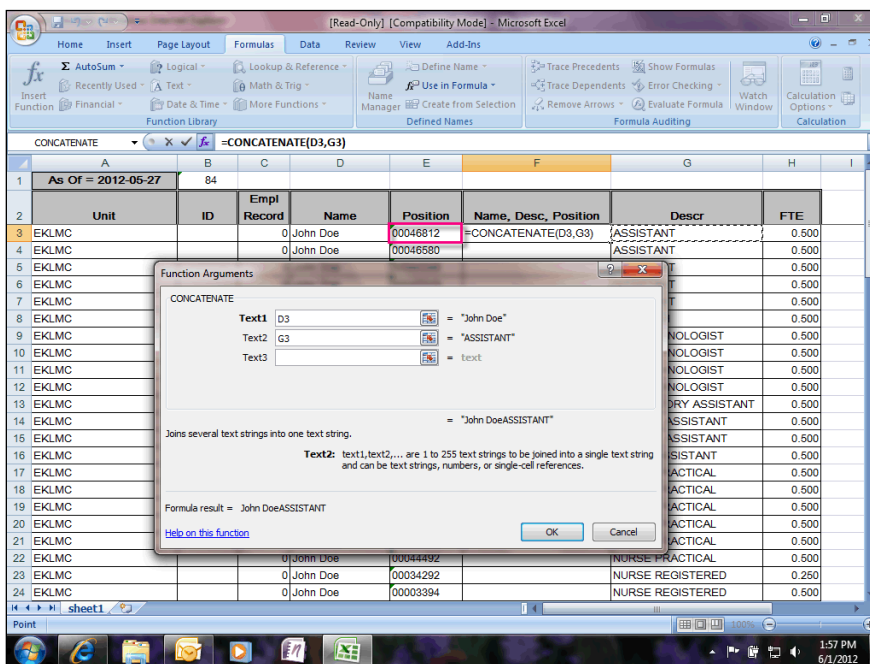 [Read-Only] [Compatibility Mode] - Microsoft Excel
Home Insert Page Layout Formulas Data Review View Add-Ins
Σ AutoSum Logical Lookup & Reference Define Name Trace Precedents Show Formulas
Recently Used Text Math & Trig Use in Formula Trace Dependents Error Checking
Insert Function Financial Date & Time More Functions Name Manager Create from Selection Remove Arrows Evaluate Formula Watch Window Calculation Options
Function Library Defined Names Formula Auditing Calculation
CONCATENATE fx =CONCATENATE(D3,G3)
A B C D E F G H I
1 As Of = 2012-05-27 84
2 Unit ID Empl Record Name Position Name, Desc, Position Descr FTE
3 EKLMC 0 John Doe 00046812 =CONCATENATE(D3,G3) ASSISTANT 0.500
4 EKLMC 0 John Doe 00046580 ASSISTANT 0.500
5 EKLMC T 0.500
6 EKLMC T 0.500
7 EKLMC T 0.500
8 EKLMC 0.500
9 EKLMC NOLOGIST 0.500
10 EKLMC NOLOGIST 0.500
11 EKLMC NOLOGIST 0.500
12 EKLMC NOLOGIST 0.500
13 EKLMC ORY ASSISTANT 0.500
14 EKLMC ASSISTANT 0.500
15 EKLMC ASSISTANT 0.500
16 EKLMC SISTANT 0.500
17 EKLMC RACTICAL 0.500
18 EKLMC RACTICAL 0.500
19 EKLMC RACTICAL 0.500
20 EKLMC RACTICAL 0.500
21 EKLMC RACTICAL 0.500
22 EKLMC 0 John Doe 00044492 NURSE PRACTICAL 0.500
23 EKLMC 0 John Doe 00034292 NURSE REGISTERED 0.250
24 EKLMC 0 John Doe 00003394 NURSE REGISTERED 0.500
Function Arguments
CONCATENATE
Text1 D3 = "John Doe"
Text2 G3 = "ASSISTANT"
Text3 = text
= "John DoeASSISTANT"
Joins several text strings into one text string.
Text2: text1,text2,... are 1 to 255 text strings to be joined into a single text string
and can be text strings, numbers, or single-cell references.
Formula result = John DoeASSISTANT
Help on this function OK Cancel
sheet1
Point 100%
1:57 PM
6/1/2012